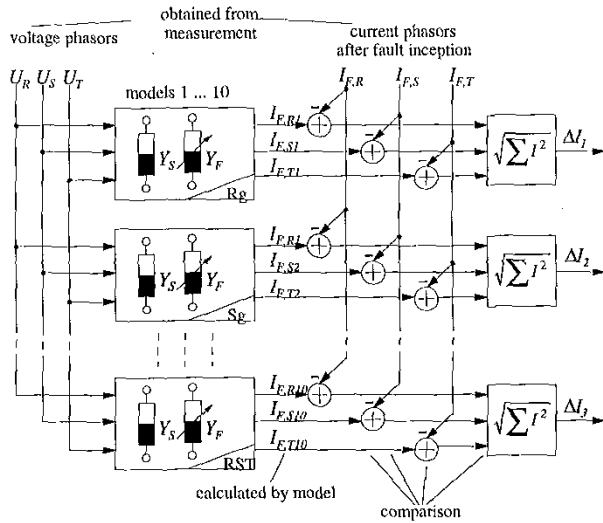 obtained from
voltage phasors measurement current phasors
after fault inception
U_R U_S U_T models 1 ... 10 I_F,R I_F,S I_F,T
I_F,R1
Y_S Y_F I_F,S1 √∑ I² ΔI_1
I_F,T1
Rg
I_F,R1
Y_S Y_F I_F,S2 √∑ I² ΔI_2
I_F,T2
Sg
I_F,R10
Y_S Y_F I_F,S10 √∑ I² ΔI_3
I_F,T10
RST
calculated by model
comparison